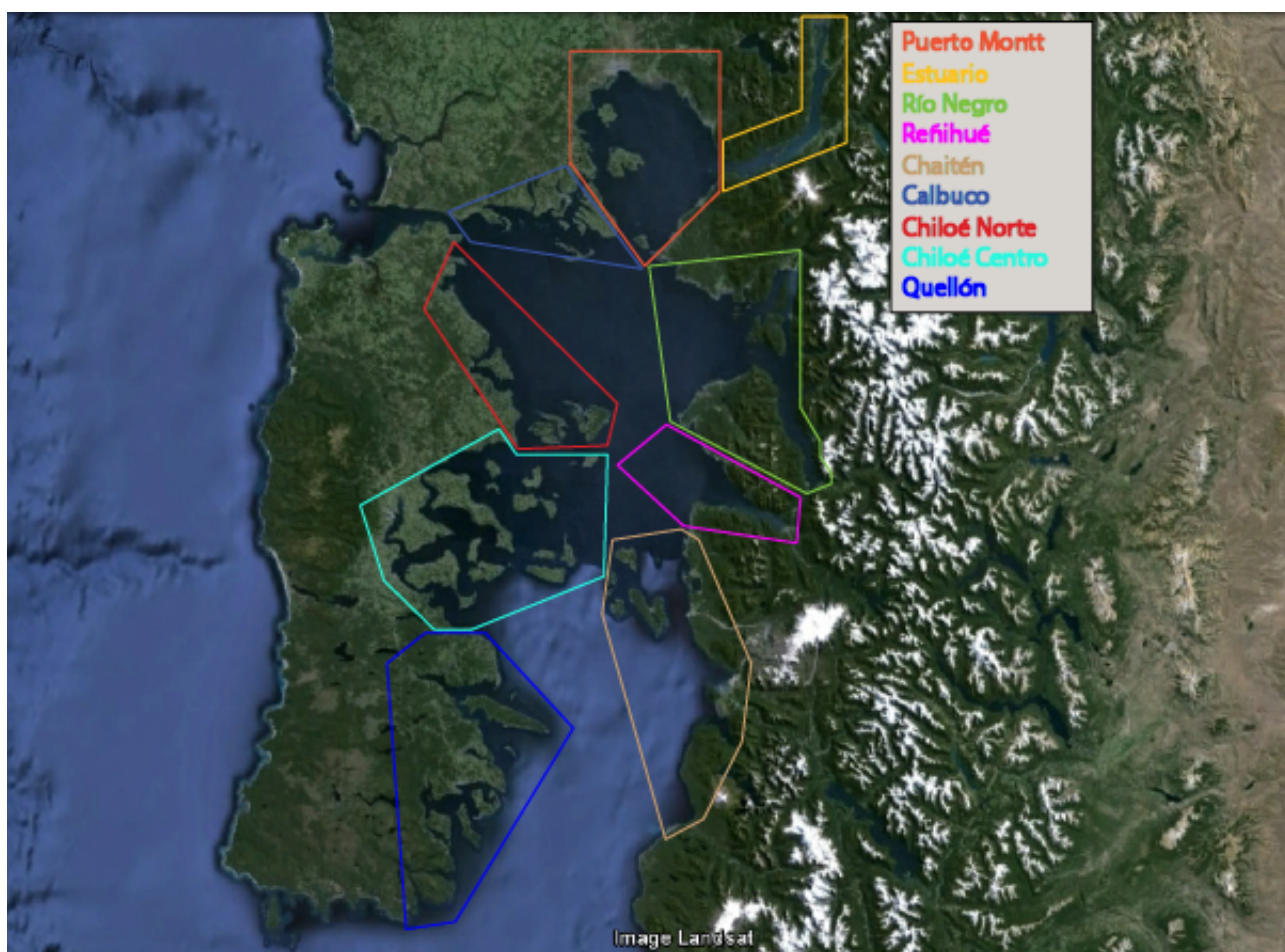 Puerto Montt
Estuario
Río Negro
Reñihué
Chaitén
Calbuco
Chiloé Norte
Chiloé Centro
Quellón
Image Landsat